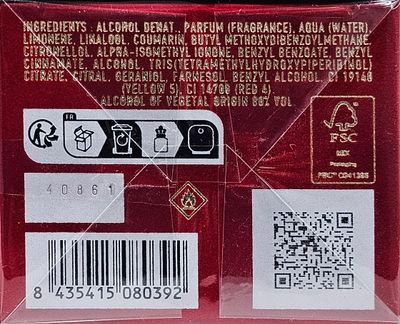 INGREDIENTS : ALCOHOL DENAT., PARFUM (FRAGRANCE), AQUA (WATER)
LIMONENE, LINALOOL, COUMARIN, BUTYL METHOXYDIBENZOYLMETHANE,
CITRONELLOL, ALPHA-ISOMETHYL IONONE, BENZYL BENZOATE, BENZYL
CINNAMATE, ALCOHOL, TRIS(TETRAMETHYLHYDROXYPIPERIDINOL)
CITRATE, CITRAL, GERANIOL, FARNESOL, BENZYL ALCOHOL, CI 19140
(YELLOW 5), CI 14700 (RED 4).
ALCOHOL OF VEGETAL ORIGIN 80% VOL
FR
FSC
MIX
Packaging
40861
8 435415 080392